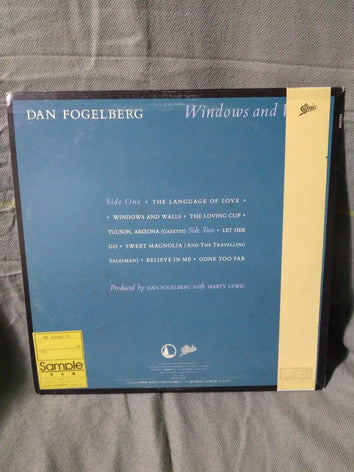 DAN FOGELBERG
Windows and
Epic
Side One • THE LANGUAGE OF LOVE •
• WINDOWS AND WALLS • THE LOVING CUP •
TUCSON, ARIZONA (GAZETTE) Side Two • LET HER
GO • SWEET MAGNOLIA (AND THE TRAVELLING
SALESMAN) • BELIEVE IN ME • GONE TOO FAR
Produced by DAN FOGELBERG with MARTY LEWIS
Epic
Sample